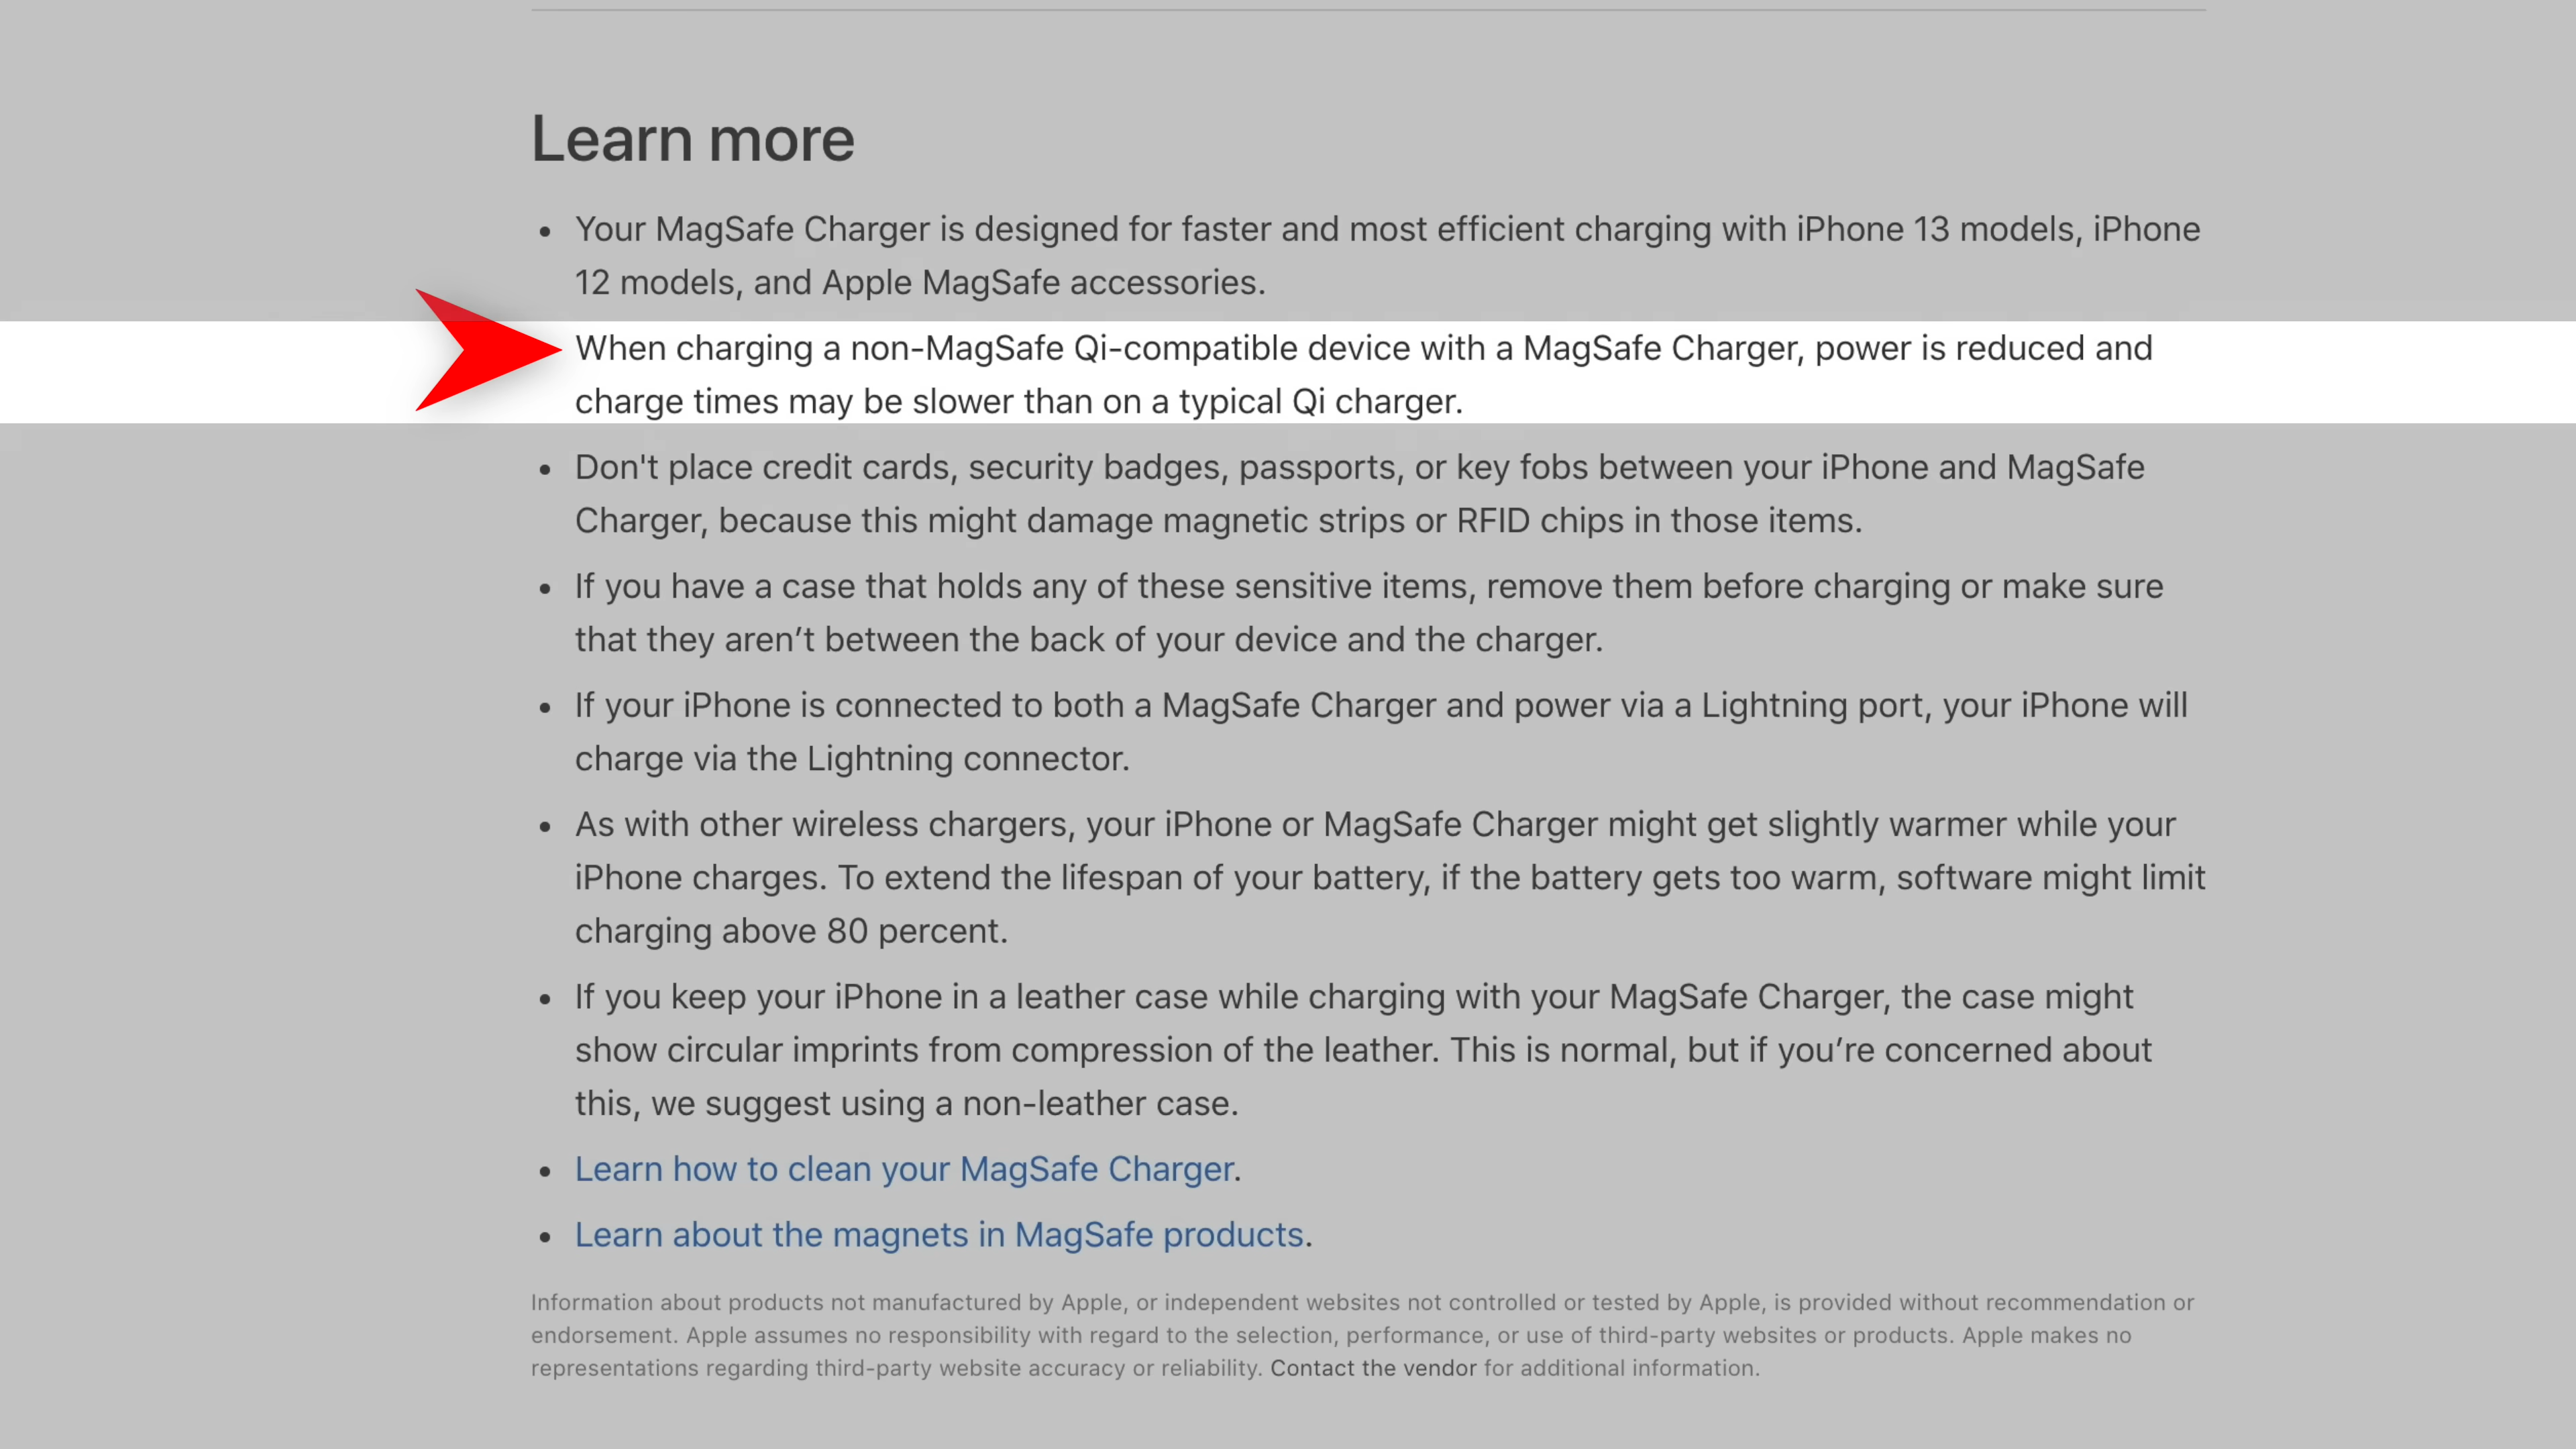 Learn more
• Your MagSafe Charger is designed for faster and most efficient charging with iPhone 13 models, iPhone
12 models, and Apple MagSafe accessories.
When charging a non-MagSafe Qi-compatible device with a MagSafe Charger, power is reduced and
charge times may be slower than on a typical Qi charger.
• Don't place credit cards, security badges, passports, or key fobs between your iPhone and MagSafe
Charger, because this might damage magnetic strips or RFID chips in those items.
• If you have a case that holds any of these sensitive items, remove them before charging or make sure
that they aren’t between the back of your device and the charger.
• If your iPhone is connected to both a MagSafe Charger and power via a Lightning port, your iPhone will
charge via the Lightning connector.
• As with other wireless chargers, your iPhone or MagSafe Charger might get slightly warmer while your
iPhone charges. To extend the lifespan of your battery, if the battery gets too warm, software might limit
charging above 80 percent.
• If you keep your iPhone in a leather case while charging with your MagSafe Charger, the case might
show circular imprints from compression of the leather. This is normal, but if you’re concerned about
this, we suggest using a non-leather case.
• Learn how to clean your MagSafe Charger.
• Learn about the magnets in MagSafe products.
Information about products not manufactured by Apple, or independent websites not controlled or tested by Apple, is provided without recommendation or
endorsement. Apple assumes no responsibility with regard to the selection, performance, or use of third-party websites or products. Apple makes no
representations regarding third-party website accuracy or reliability. Contact the vendor for additional information.